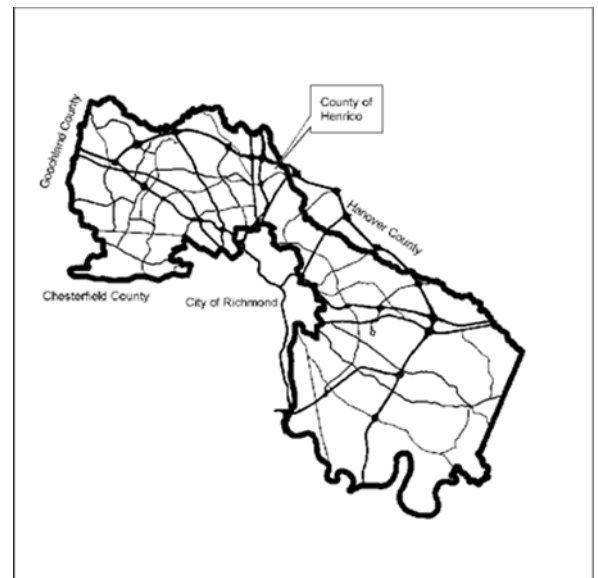 County of
Henrico
Goochland County
Hanover County
Chesterfield County
City of Richmond